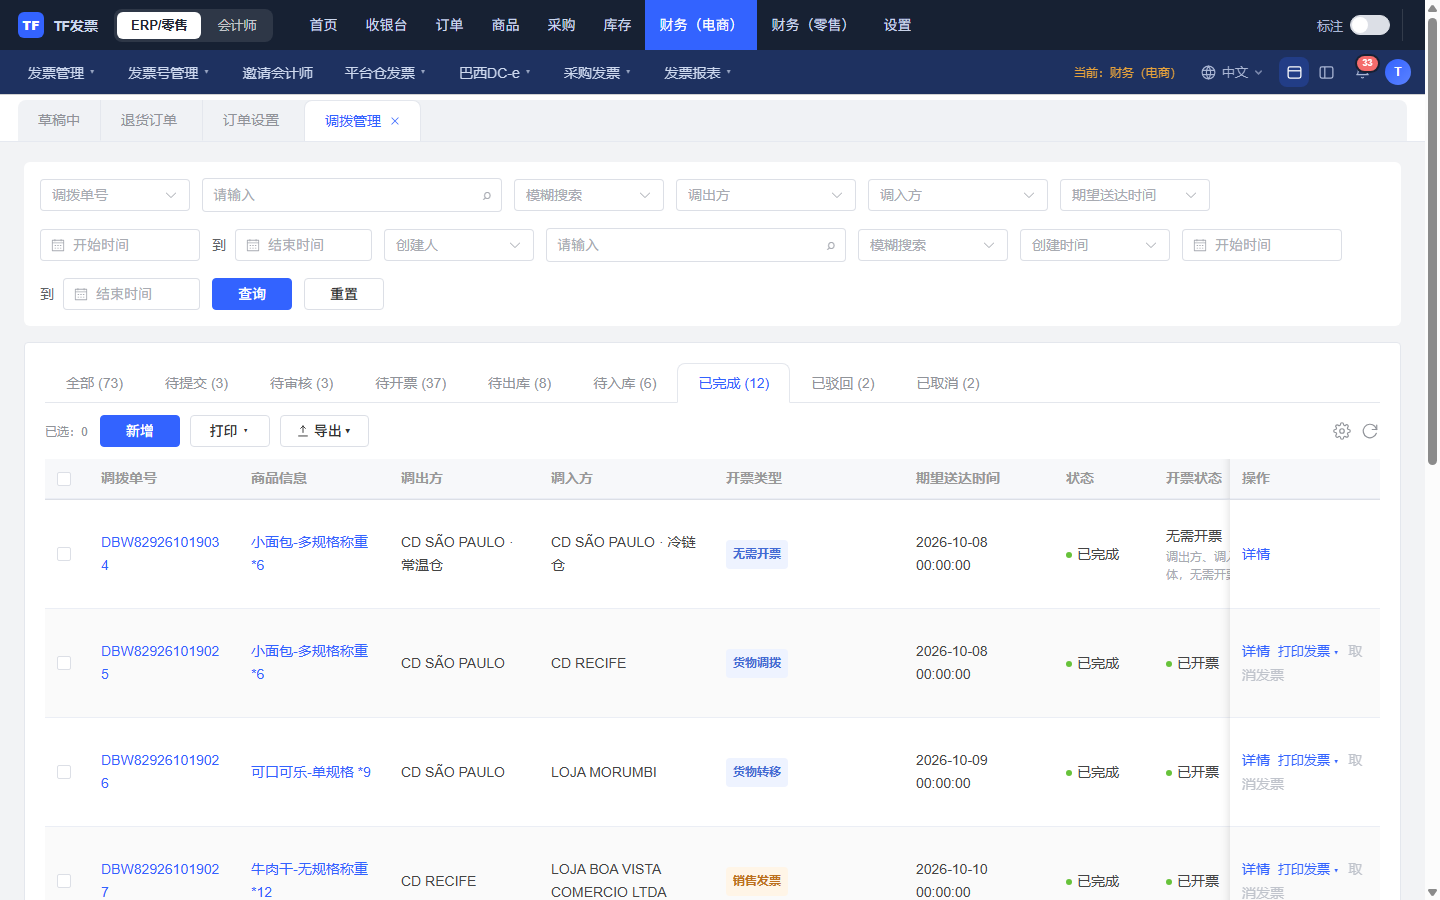 TF
TF发票
ERP/零售
会计师
首页
收银台
订单
商品
采购
库存
财务（电商）
财务（零售）
设置
标注
发票管理
发票号管理
邀请会计师
平台仓发票
巴西DC-e
采购发票
发票报表
当前：财务（电商）
中文
33
T
草稿中
退货订单
订单设置
调拨管理 ×
调拨单号
请输入
模糊搜索
调出方
调入方
期望送达时间
开始时间
到
结束时间
创建人
请输入
模糊搜索
创建时间
开始时间
到
结束时间
查询
重置
全部 (73)
待提交 (3)
待审核 (3)
待开票 (37)
待出库 (8)
待入库 (6)
已完成 (12)
已驳回 (2)
已取消 (2)
已选：0
新增
打印
导出
调拨单号
商品信息
调出方
调入方
开票类型
期望送达时间
状态
开票状态
操作
DBW82926101903
4
小面包-多规格称重
*6
CD SÃO PAULO ·
常温仓
CD SÃO PAULO · 冷链
仓
无需开票
2026-10-08
00:00:00
已完成
无需开票
调出方、调入
体，无需开票
详情
DBW82926101902
5
小面包-多规格称重
*6
CD SÃO PAULO
CD RECIFE
货物调拨
2026-10-08
00:00:00
已完成
已开票
详情 打印发票 取
消发票
DBW82926101902
6
可口可乐-单规格 *9
CD SÃO PAULO
LOJA MORUMBI
货物转移
2026-10-09
00:00:00
已完成
已开票
详情 打印发票 取
消发票
DBW82926101902
7
牛肉干-无规格称重
*12
CD RECIFE
LOJA BOA VISTA
COMERCIO LTDA
销售发票
2026-10-10
00:00:00
已完成
已开票
详情 打印发票 取
消发票